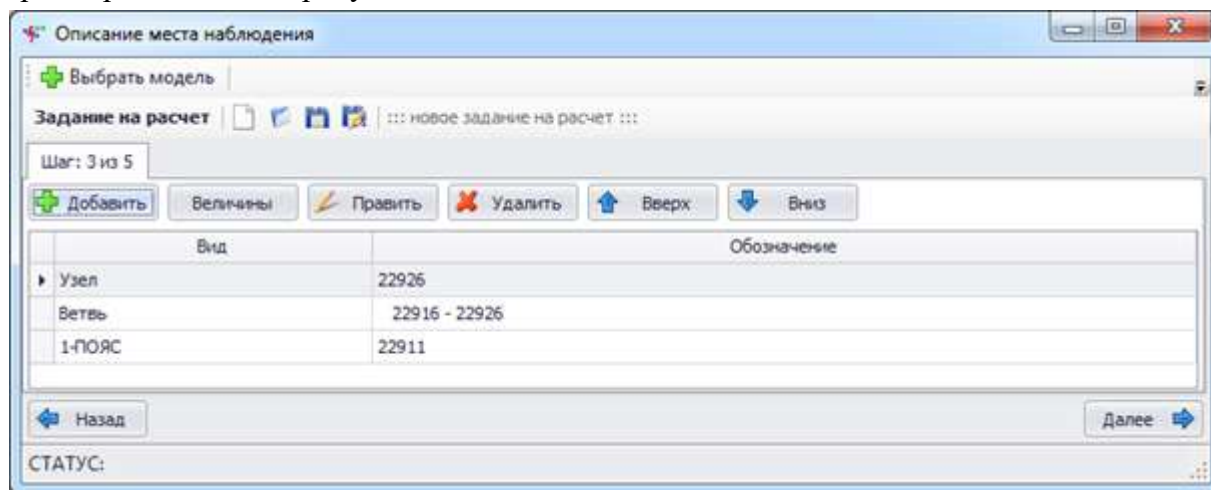 Описание места наблюдения
Выбрать модель
Задание на расчет ::: новое задание на расчет :::
Шаг: 3 из 5
Добавить Величины Править Удалить Вверх Вниз
Вид Обозначение
Узел 22926
Ветвь 22916 - 22926
1-ПОЯС 22911
Назад Далее
СТАТУС: